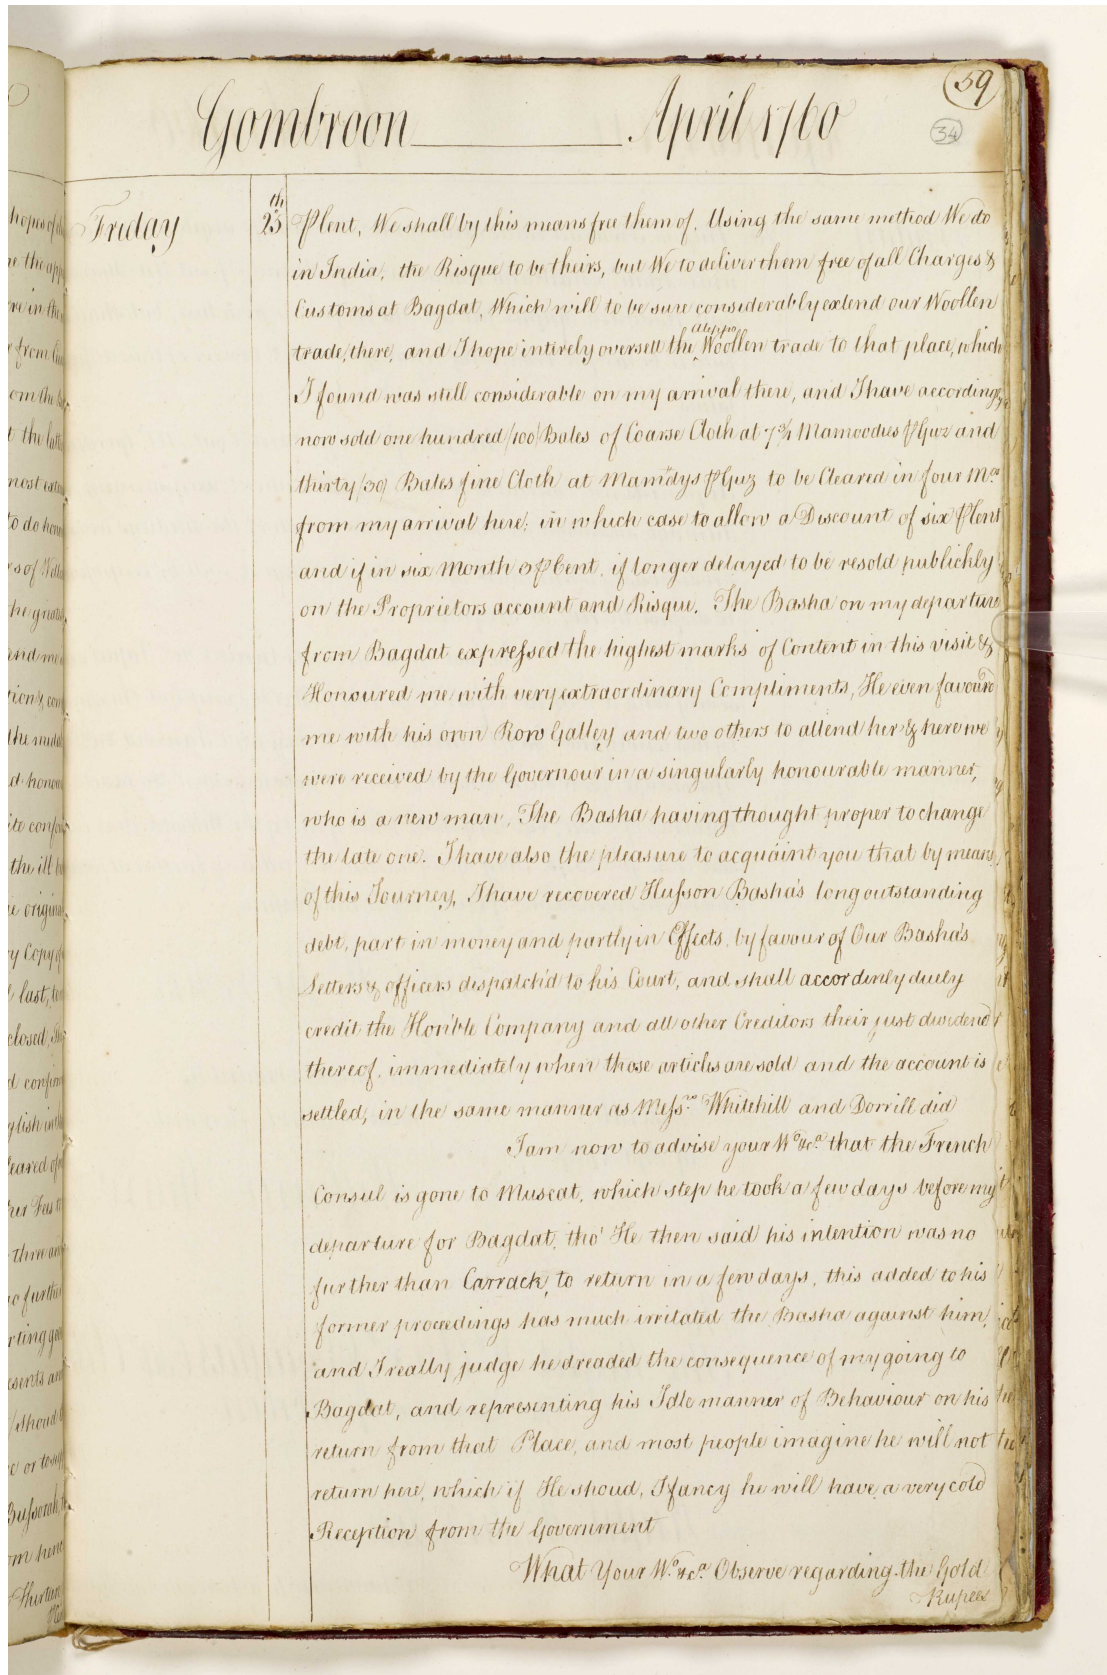 59
34
Gombroon April 1760
Friday 25th
℔Cent, We shall by this means free them of. Using the same method We do
in India, the Risque to be theirs, but We to deliver them free of all Charges &
Customs at Bagdat, Which will to be sure considerably extend our Woollen
Aleppo
trade, there, and I hope intirely oversett the Woollen trade to that place, which
I found was still considerable on my arrival there, and I have according,
now sold one hundred /100/ Bales of Coarse Cloth at 7¾ Mamoodies ℔ Guz and
thirty /30/ Bales fine Cloth at Mamdys ℔ Guz to be Cleared in four Mos
from my arrival here; in which case to allow a Discount of six ℔Cent
and if in six Month 3 ℔Cent, if longer delayed to be resold publickly
on the Proprietors account and Risque. The Basha on my departure
from Bagdat expressed the highest marks of Content in this visit &
Honoured me with very extraordinary Compliments, He even favour'd
me with his own Row Galley and two others to attend her & here we
were received by the Governour in a singularly honourable manner,
who is a new man, The Basha having thought proper to change
the late one. I have also the pleasure to acquaint you that by means
of this Journey, I have recovered Husson Basha's long outstanding
debt, part in money and partly in Effects, by favour of Our Basha's
Letters & officers dispatch'd to his Court, and shall accordinly duely
credit the Hon'ble Company and all other Creditors their just dividend
thereof, immediately when those articles are sold and the account is
settled, in the same manner as Messrs Whitehill and Dorrill did
I am now to advise your Wo &ca that the French
Consul is gone to Muscat, which step he took a few days before my
departure for Bagdat, tho' He then said his intention was no
further than Carrack, to return in a few days, this added to his
former proceedings has much irritated the Basha against him,
and I really judge he dreaded the consequence of my going to
Bagdat, and representing his Idle manner of Behaviour on his
return from that Place, and most people imagine he will not
return here, which if He shoud, I fancy he will have a very cold
Reception from the Government
What Your Wo &ca Observe regarding the Gold
Rupees